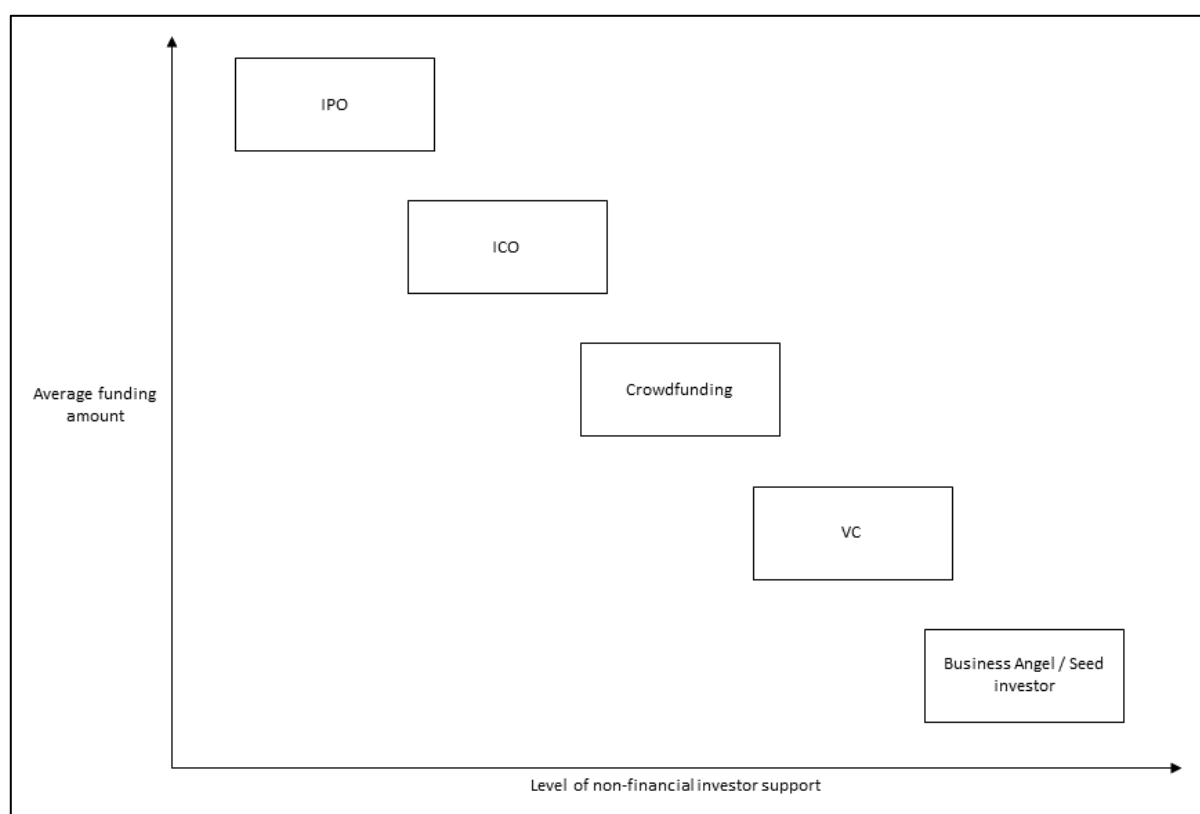 IPO
ICO
Crowdfunding
Average funding
amount
VC
Business Angel / Seed
investor
Level of non-financial investor support